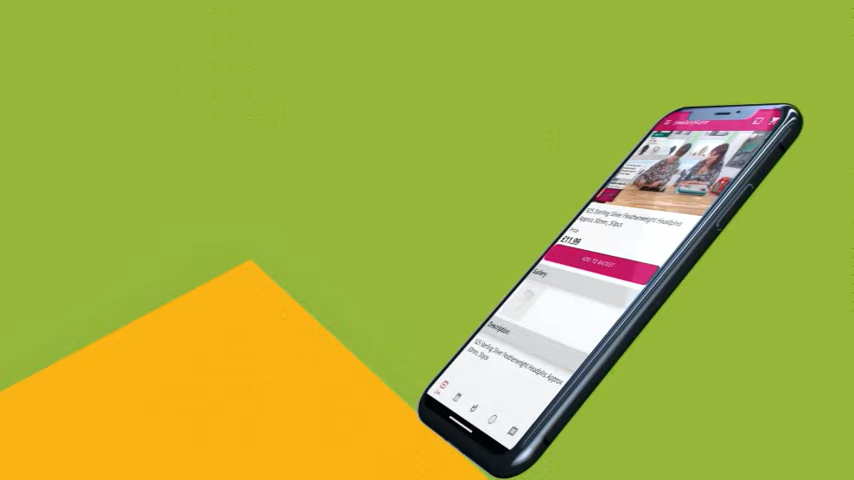 925 Sterling Silver Featherweight Headpins
Approx 30mm, 50pcs
£11.99
ADD TO BASKET
Gallery
Description
925 Sterling Silver Featherweight Headpins, Approx
30mm, 50pcs